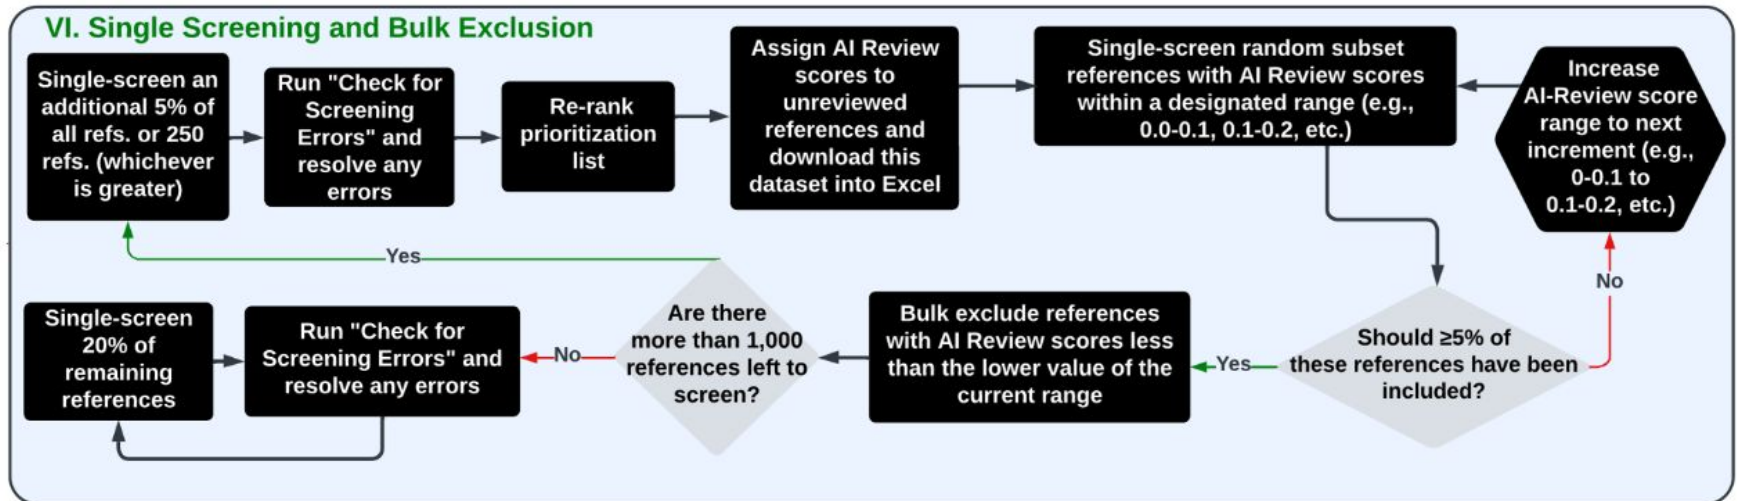 VI. Single Screening and Bulk Exclusion
Single-screen an
additional 5% of
all refs. or 250
refs. (whichever
is greater)
Run "Check for
Screening
Errors" and
resolve any
errors
Re-rank
prioritization
list
Assign AI Review
scores to
unreviewed
references and
download this
dataset into Excel
Single-screen random subset
references with AI Review scores
within a designated range (e.g.,
0.0-0.1, 0.1-0.2, etc.)
Increase
AI-Review score
range to next
increment (e.g.,
0-0.1 to
0.1-0.2, etc.)
No
Should ≥5% of
these references have been
included?
Yes
Bulk exclude references
with AI Review scores less
than the lower value of the
current range
Are there
more than 1,000
references left to
screen?
Yes
No
Run "Check for
Screening Errors" and
resolve any errors
Single-screen
20% of
remaining
references